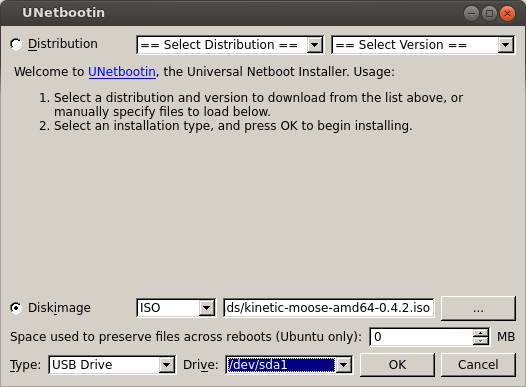 UNetbootin
Distribution == Select Distribution == == Select Version ==
Welcome to UNetbootin, the Universal Netboot Installer. Usage:
1. Select a distribution and version to download from the list above, or
manually specify files to load below.
2. Select an installation type, and press OK to begin installing.
Diskimage ISO ds/kinetic-moose-amd64-0.4.2.iso ...
Space used to preserve files across reboots (Ubuntu only): 0 MB
Type: USB Drive Drive: /dev/sda1 OK Cancel